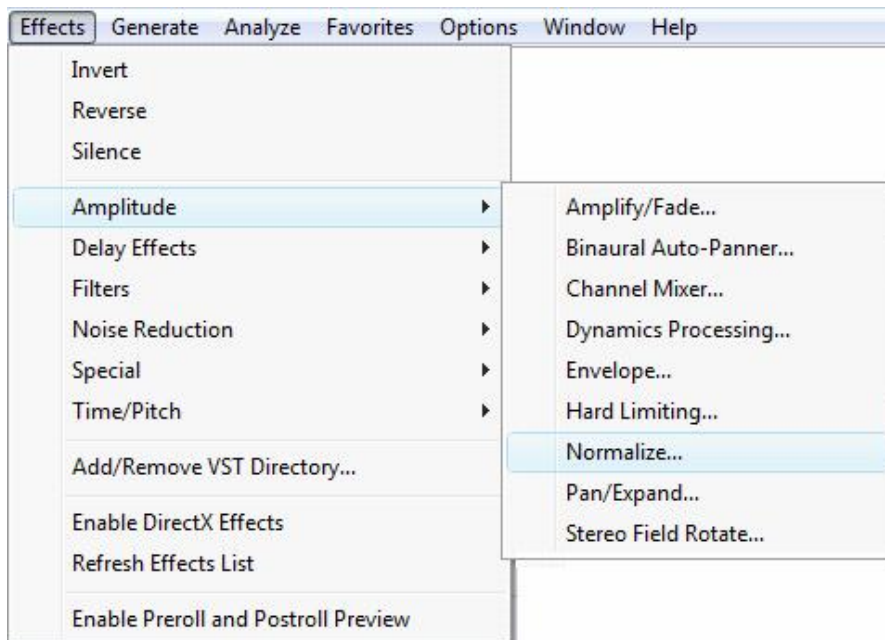 Effects Generate Analyze Favorites Options Window Help
Invert
Reverse
Silence
Amplitude
Delay Effects
Filters
Noise Reduction
Special
Time/Pitch
Add/Remove VST Directory...
Enable DirectX Effects
Refresh Effects List
Enable Preroll and Postroll Preview
Amplify/Fade...
Binaural Auto-Panner...
Channel Mixer...
Dynamics Processing...
Envelope...
Hard Limiting...
Normalize...
Pan/Expand...
Stereo Field Rotate...